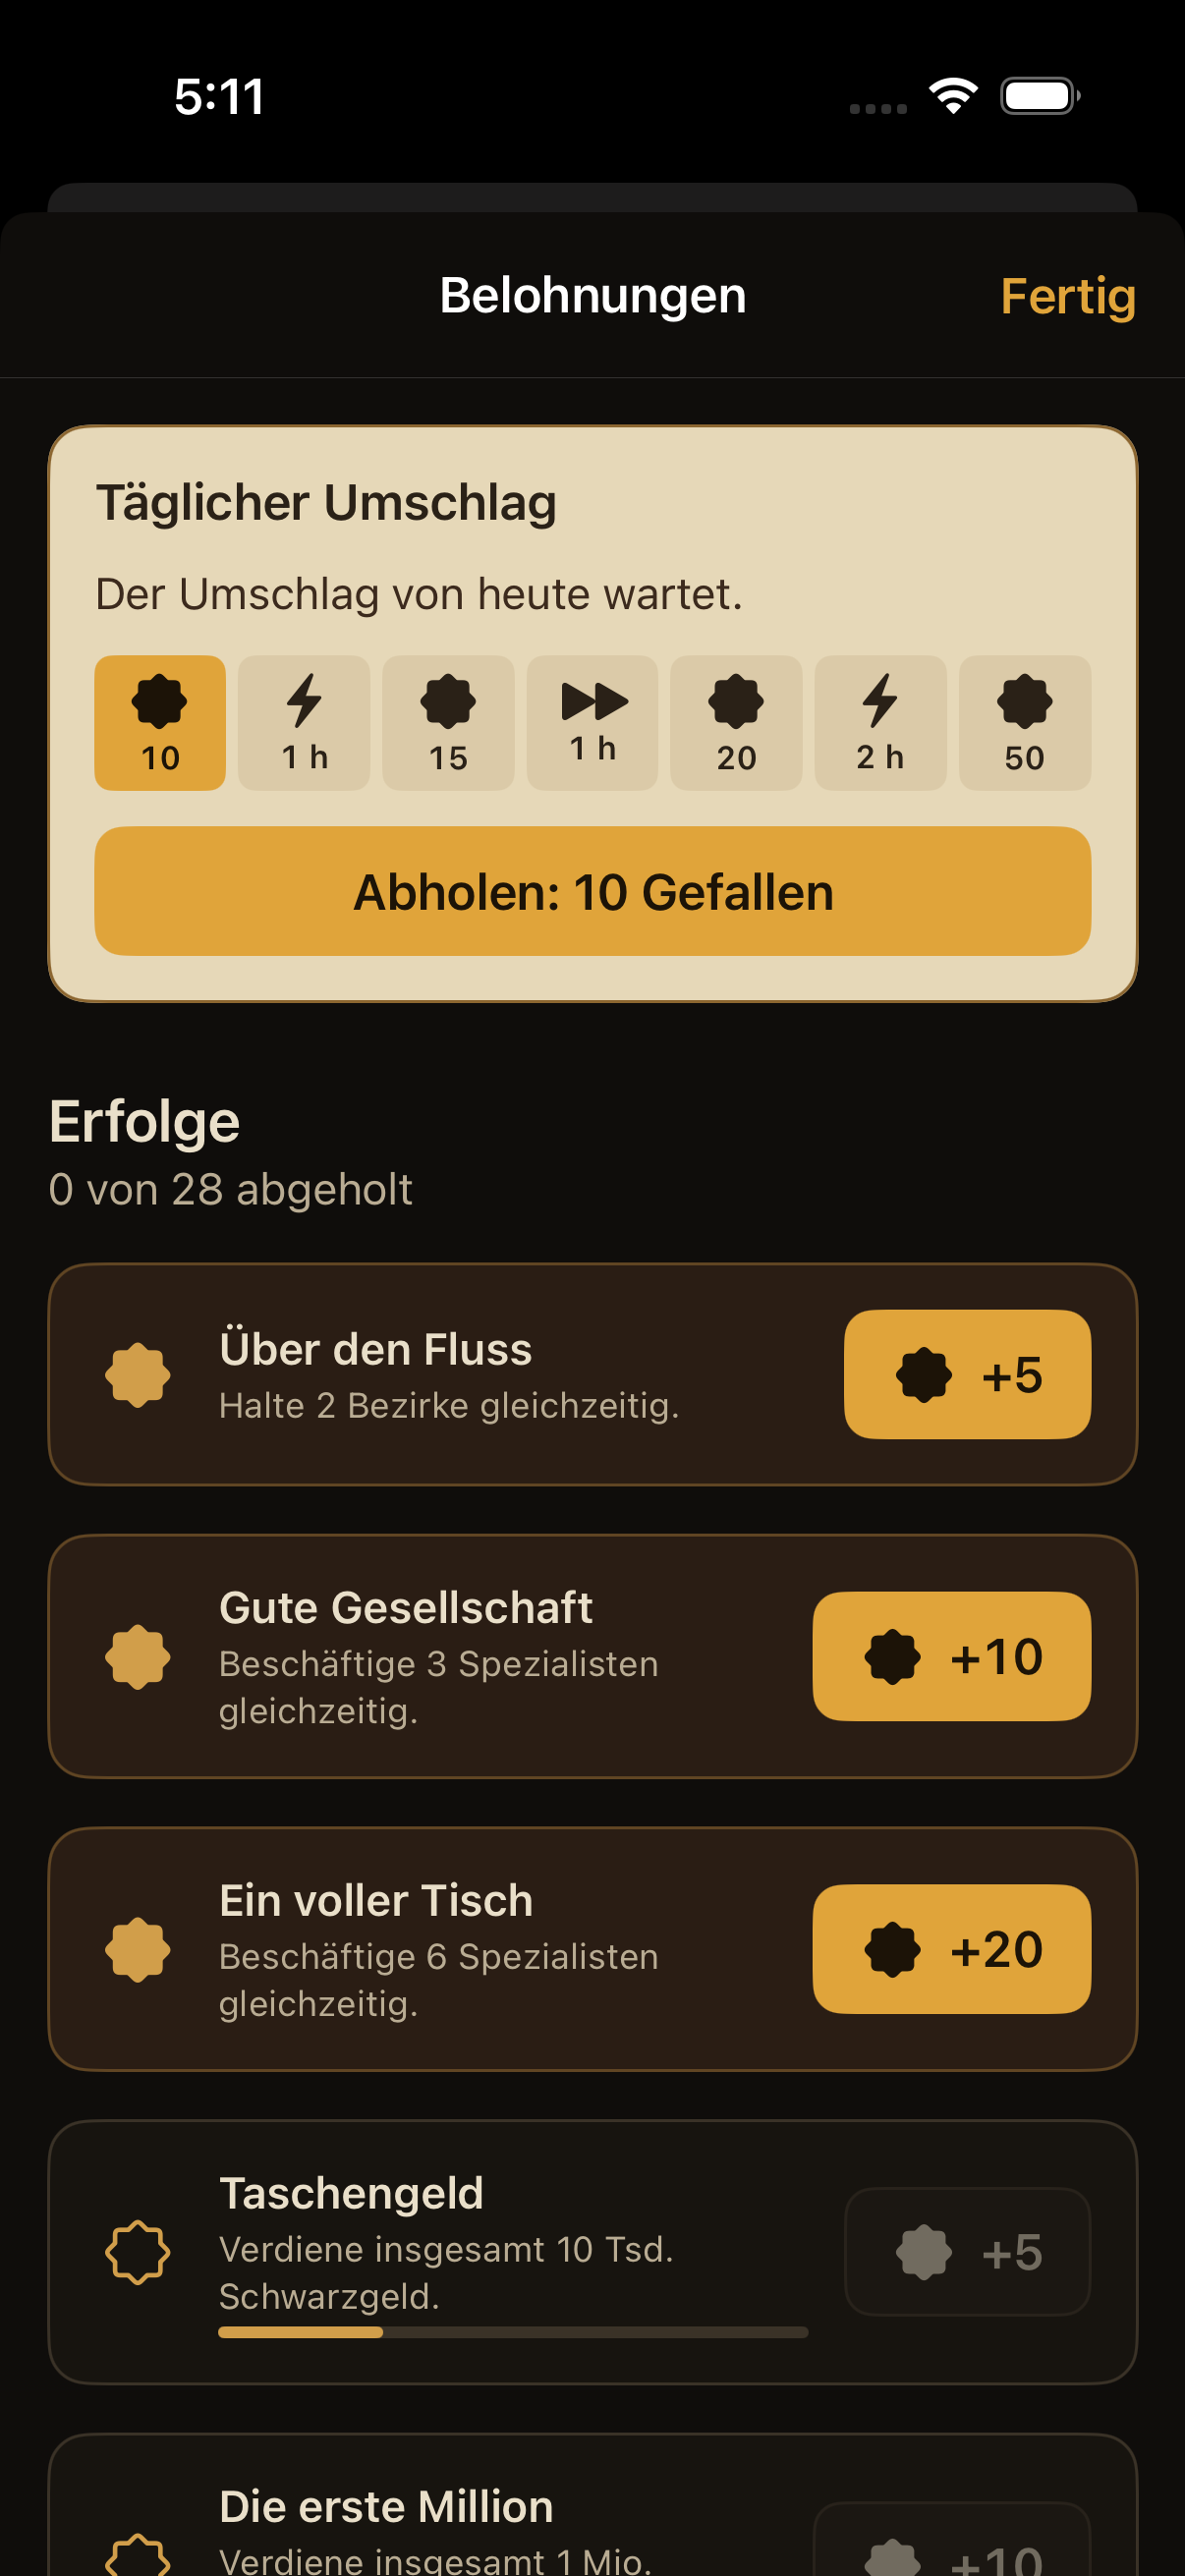 5:11
Belohnungen
Fertig
Täglicher Umschlag
Der Umschlag von heute wartet.
10
1 h
15
1 h
20
2 h
50
Abholen: 10 Gefallen
Erfolge
0 von 28 abgeholt
Über den Fluss
Halte 2 Bezirke gleichzeitig.
+5
Gute Gesellschaft
Beschäftige 3 Spezialisten
gleichzeitig.
+10
Ein voller Tisch
Beschäftige 6 Spezialisten
gleichzeitig.
+20
Taschengeld
Verdiene insgesamt 10 Tsd.
Schwarzgeld.
+5
Die erste Million
Verdiene insgesamt 1 Mio.
+10